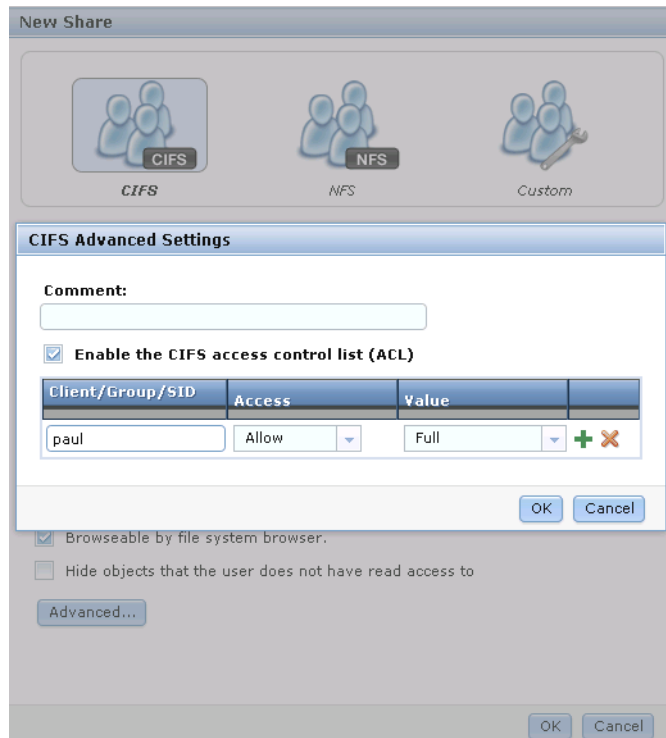 New Share
CIFS NFS
CIFS NFS Custom
CIFS Advanced Settings
Comment:
Enable the CIFS access control list (ACL)
Client/Group/SID Access Value
paul Allow Full
OK Cancel
Browseable by file system browser.
Hide objects that the user does not have read access to
Advanced...
OK Cancel